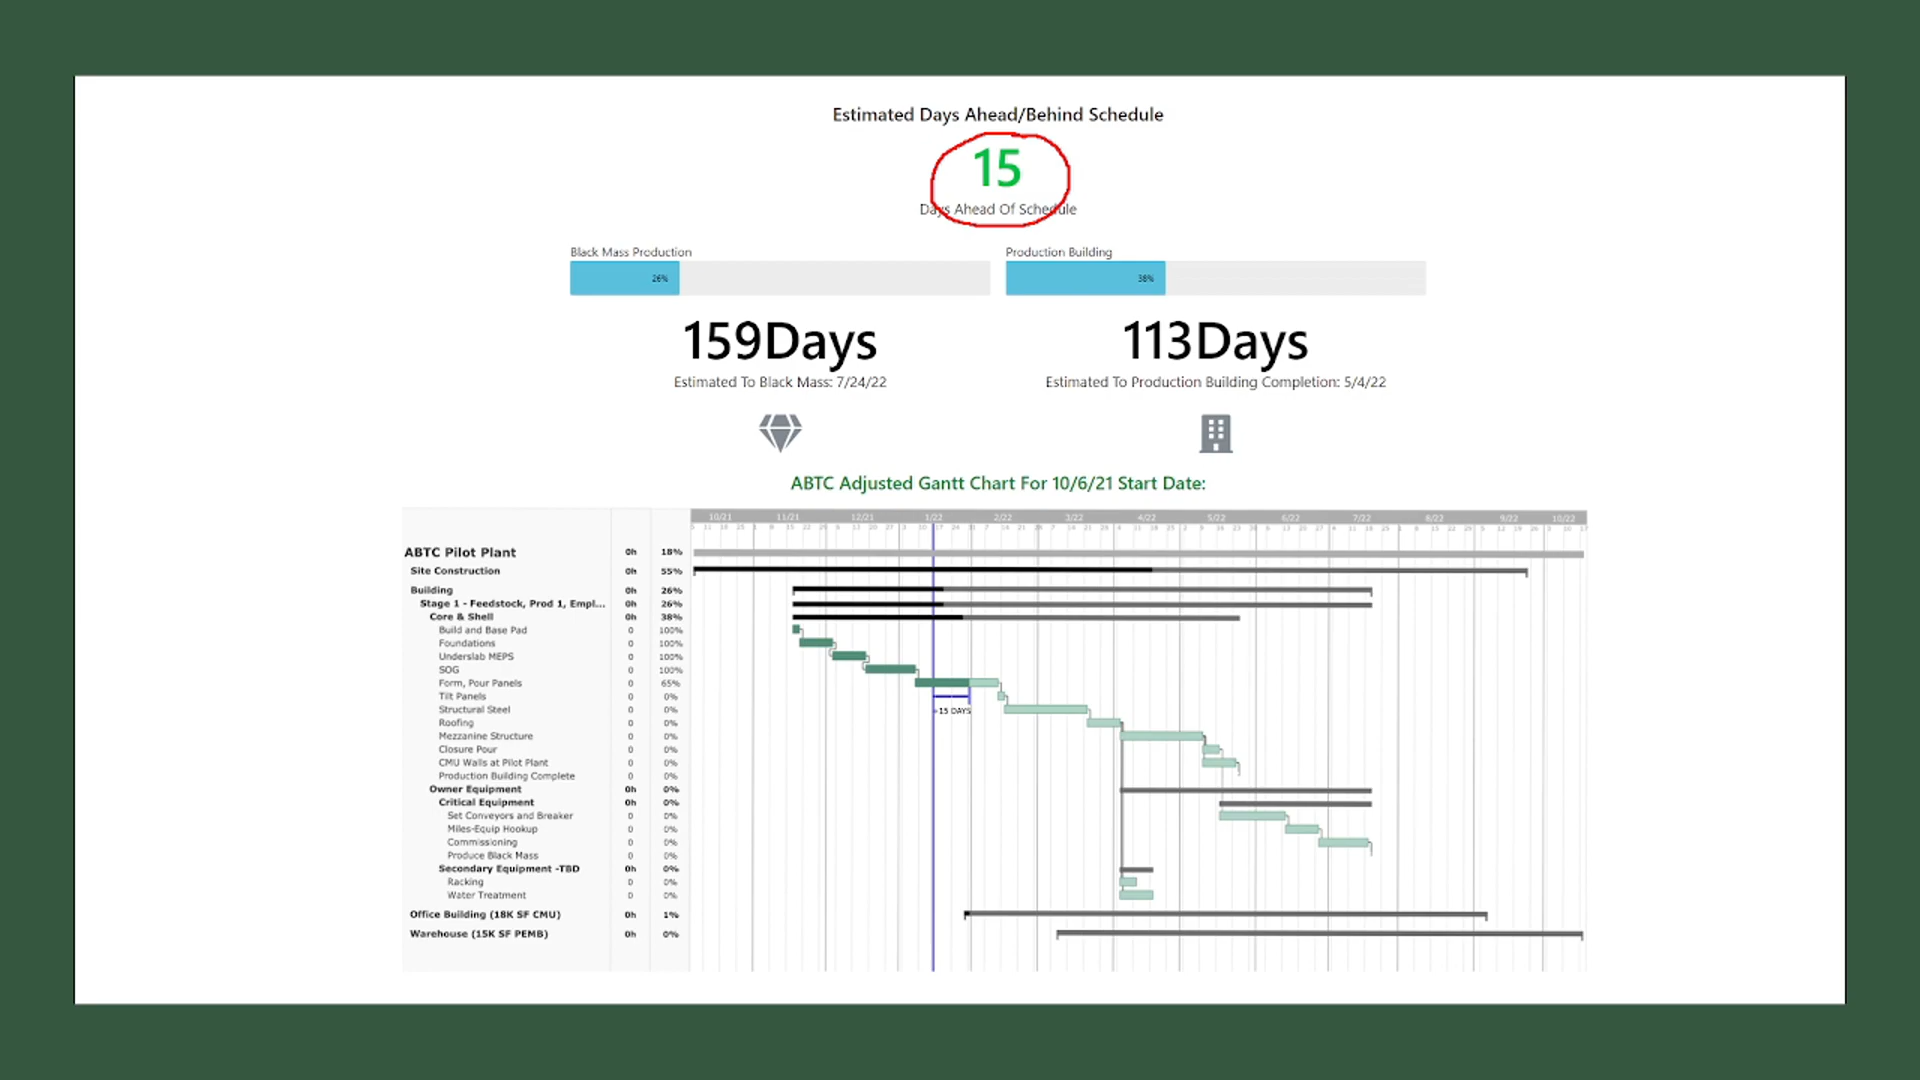 Estimated Days Ahead/Behind Schedule
15
Days Ahead Of Schedule
Black Mass Production
Production Building
26%
38%
159Days
113Days
Estimated To Black Mass: 7/24/22
Estimated To Production Building Completion: 5/4/22
ABTC Adjusted Gantt Chart For 10/6/21 Start Date:
10/21 11/21 12/21 1/22 2/22 3/22 4/22 5/22 6/22 7/22 8/22 9/22 10/22
ABTC Pilot Plant 0h 18%
Site Construction 0h 55%
Building 0h 26%
Stage 1 - Feedstock, Prod 1, Empl... 0h 26%
Core & Shell 0h 38%
Build and Base Pad 0 100%
Foundations 0 100%
Underslab MEPS 0 100%
SOG 0 100%
Form, Pour Panels 0 65%
Tilt Panels 0 0%
Structural Steel 0 0%
15 DAYS
Roofing 0 0%
Mezzanine Structure 0 0%
Closure Pour 0 0%
CMU Walls at Pilot Plant 0 0%
Production Building Complete 0 0%
Owner Equipment 0h 0%
Critical Equipment 0h 0%
Set Conveyors and Breaker 0 0%
Miles-Equip Hookup 0 0%
Commissioning 0 0%
Produce Black Mass 0 0%
Secondary Equipment -TBD 0h 0%
Racking 0 0%
Water Treatment 0 0%
Office Building (18K SF CMU) 0h 1%
Warehouse (15K SF PEMB) 0h 0%